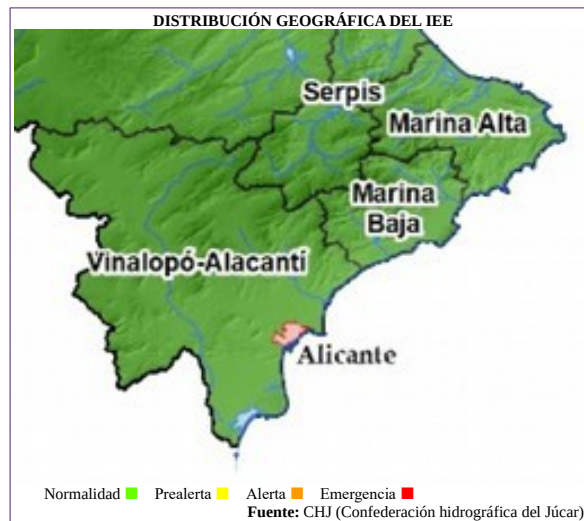 DISTRIBUCIÓN GEOGRÁFICA DEL IEE
Serpis
Marina Alta
Marina
Baja
Vinalopó-Alacantí
Alicante
Normalidad Prealerta Alerta Emergencia
Fuente: CHJ (Confederación hidrográfica del Júcar)